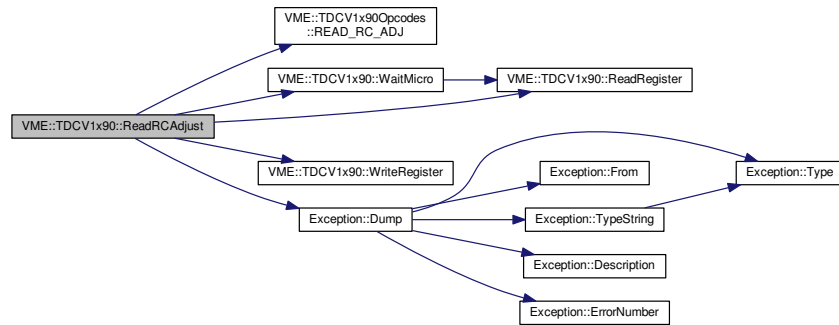 VME::TDCV1x90Opcodes
::READ_RC_ADJ
VME::TDCV1x90::WaitMicro
VME::TDCV1x90::ReadRegister
VME::TDCV1x90::ReadRCAdjust
VME::TDCV1x90::WriteRegister
Exception::From
Exception::Type
Exception::Dump
Exception::TypeString
Exception::Description
Exception::ErrorNumber